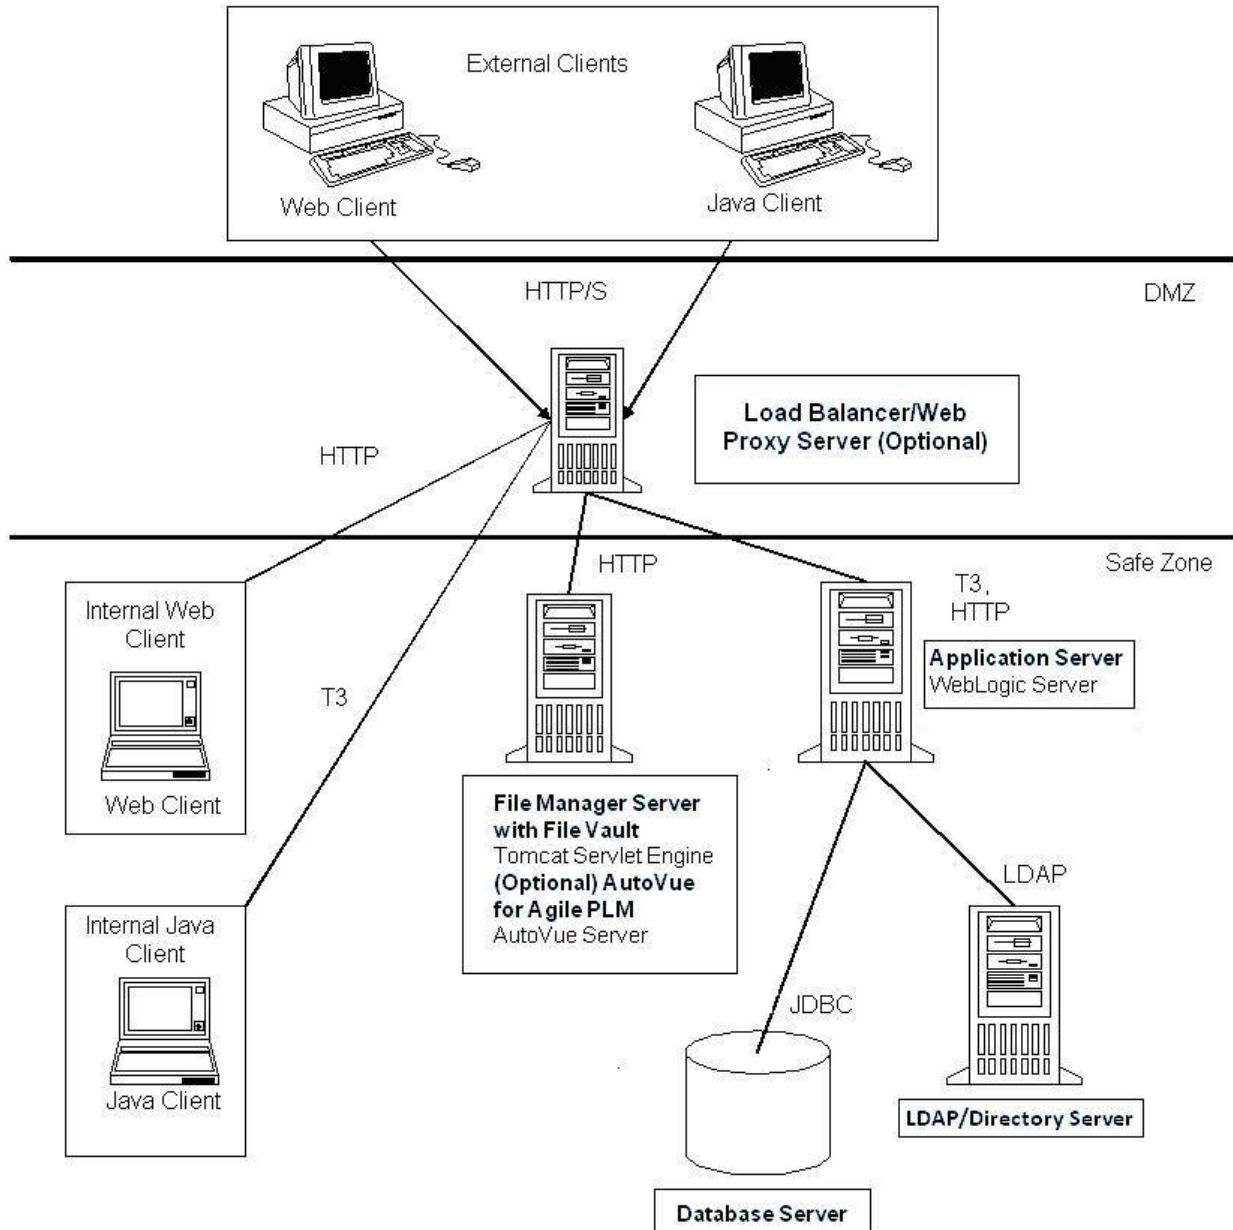 External Clients
Web Client
Java Client
HTTP/S
DMZ
Load Balancer/Web
Proxy Server (Optional)
HTTP
HTTP
Safe Zone
T3,
HTTP
Internal Web
Client
Web Client
T3
Application Server
WebLogic Server
File Manager Server
with File Vault
Tomcat Servlet Engine
(Optional) AutoVue
for Agile PLM
AutoVue Server
LDAP
Internal Java
Client
Java Client
JDBC
LDAP/Directory Server
Database Server